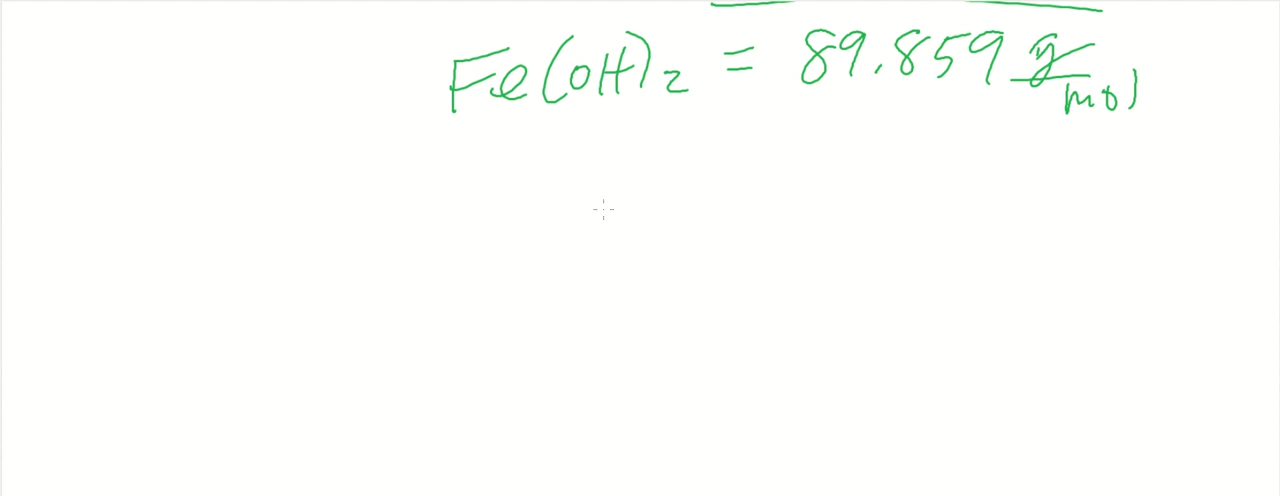 Fe(OH)₂ = 89.859 g/mol